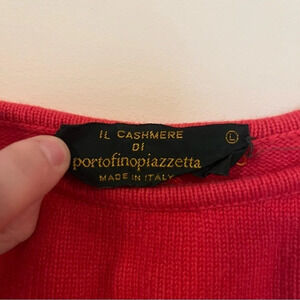 IL CASHMERE
DI
portofinopiazzetta
MADE IN ITALY
L